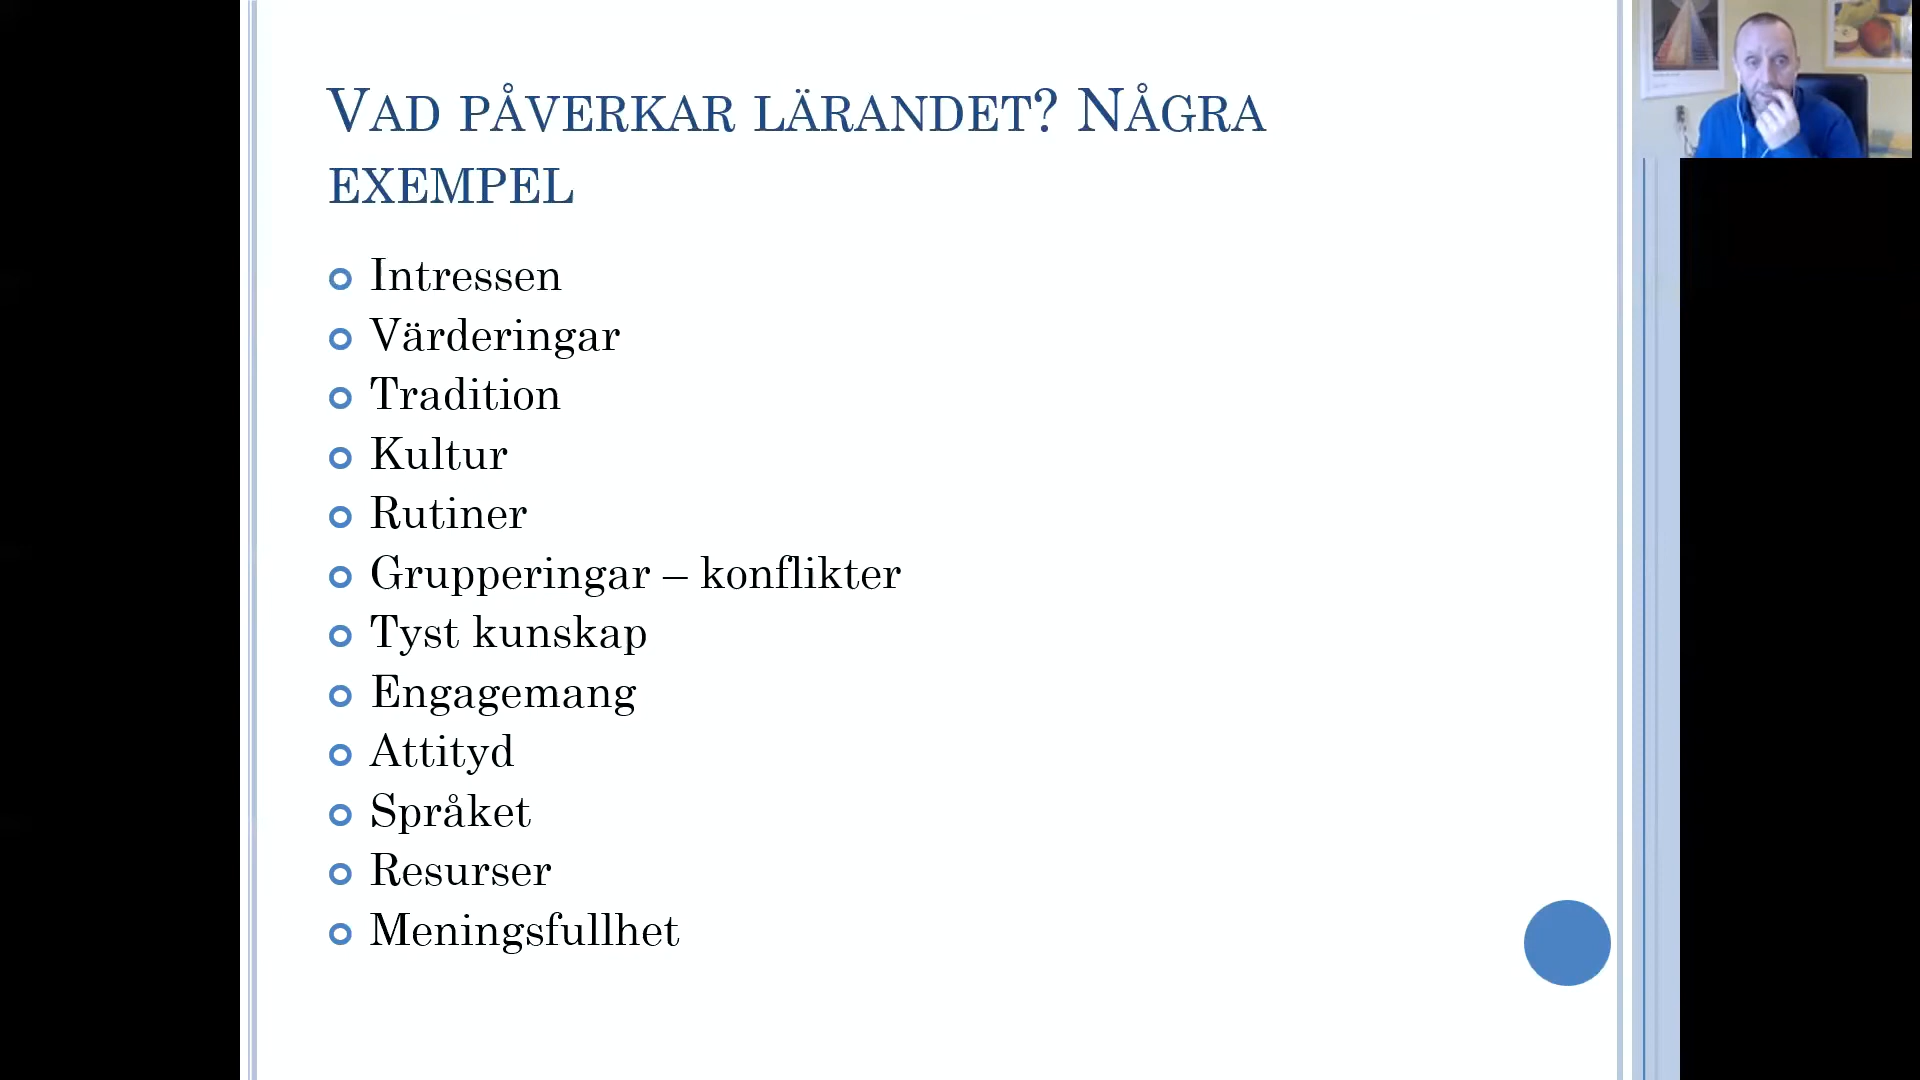 VAD PÅVERKAR LÄRANDET? NÅGRA
EXEMPEL
Intressen
Värderingar
Tradition
Kultur
Rutiner
Grupperingar – konflikter
Tyst kunskap
Engagemang
Attityd
Språket
Resurser
Meningsfullhet